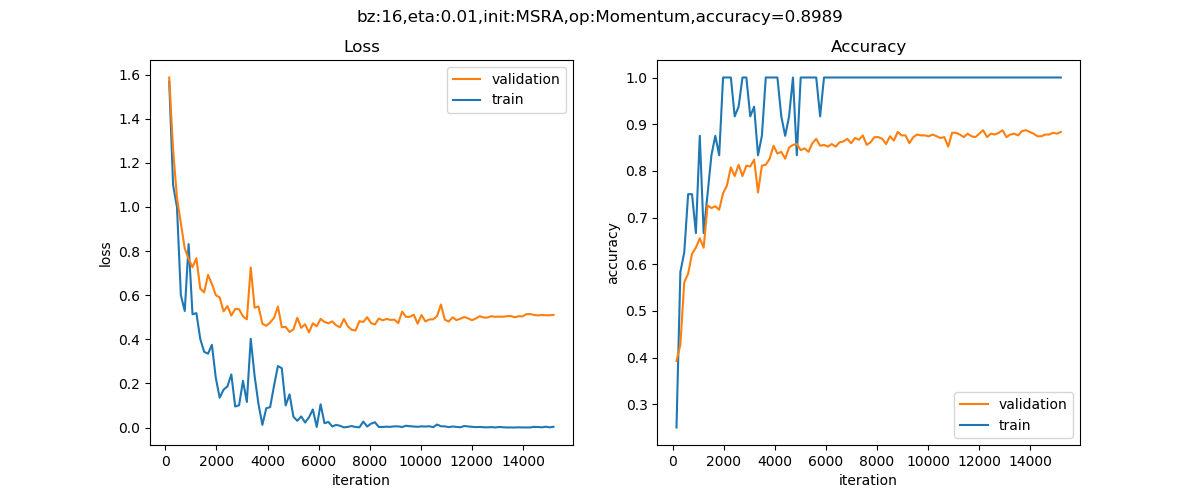 bz:16,eta:0.01,init:MSRA,op:Momentum,accuracy=0.8989
Loss
loss
1.6
1.4
1.2
1.0
0.8
0.6
0.4
0.2
0.0
validation
train
0 2000 4000 6000 8000 10000 12000 14000
iteration
Accuracy
accuracy
1.0
0.9
0.8
0.7
0.6
0.5
0.4
0.3
validation
train
0 2000 4000 6000 8000 10000 12000 14000
iteration